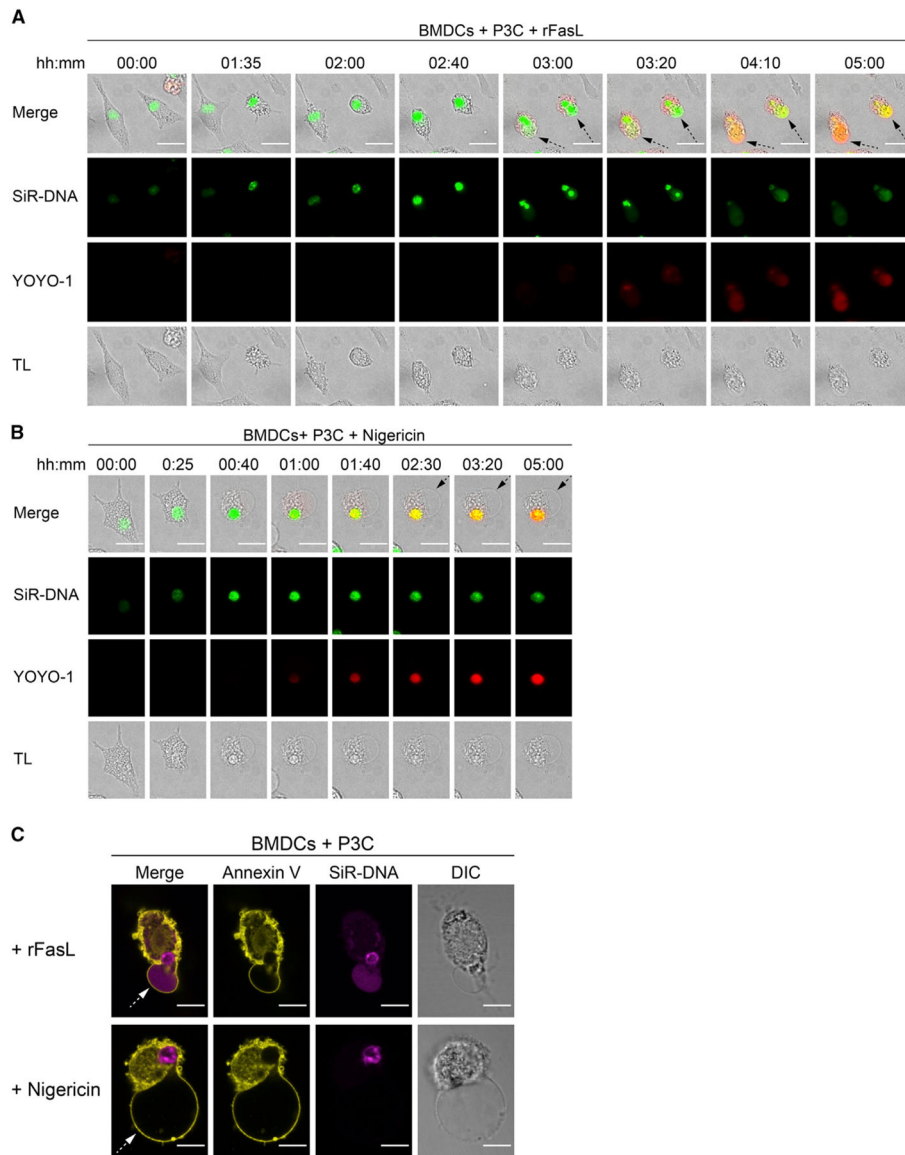 A
BMDCs + P3C + rFasL
hh:mm 00:00 01:35 02:00 02:40 03:00 03:20 04:10 05:00
Merge
SiR-DNA
YOYO-1
TL
B
BMDCs+ P3C + Nigericin
hh:mm 00:00 0:25 00:40 01:00 01:40 02:30 03:20 05:00
Merge
SiR-DNA
YOYO-1
TL
C
BMDCs + P3C
Merge Annexin V SiR-DNA DIC
+ rFasL
+ Nigericin